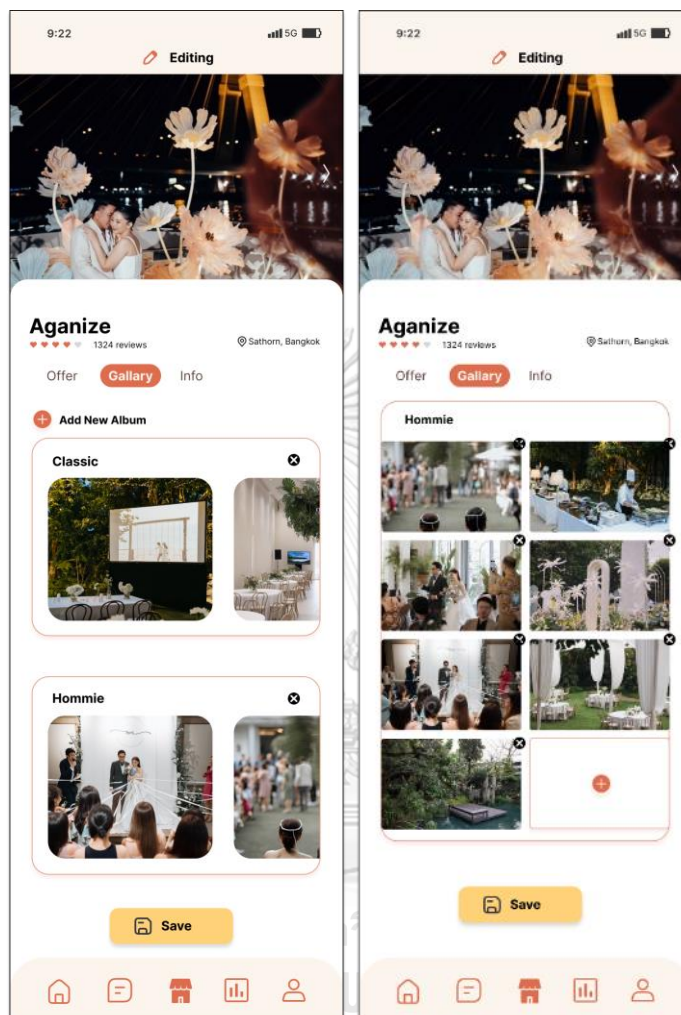 9:22
5G
Editing
Aganize
1324 reviews
Sathorn, Bangkok
Offer
Gallary
Info
Add New Album
Classic
Hommie
Save
9:22
5G
Editing
Aganize
1324 reviews
Sathorn, Bangkok
Offer
Gallary
Info
Hommie
Save